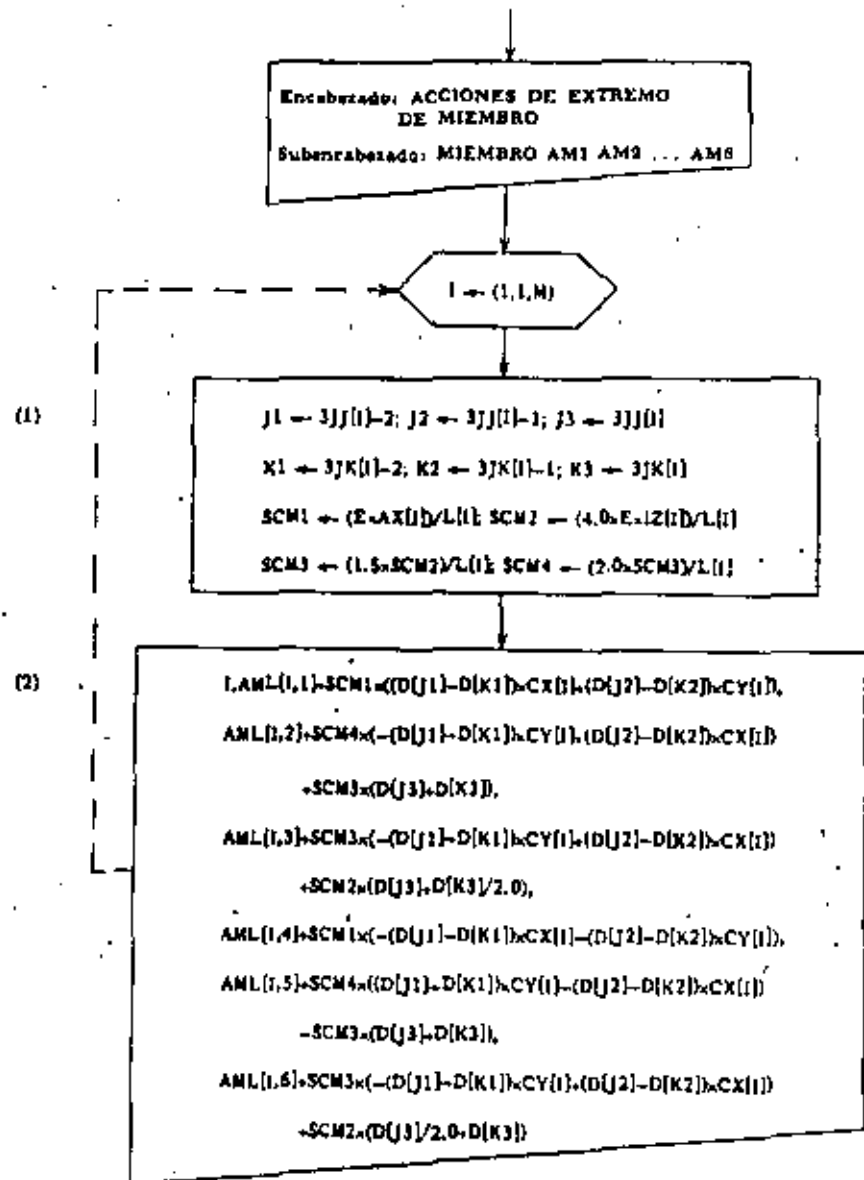 Encabezado: ACCIONES DE EXTREMO
DE MIEMBRO
Subencabezado: MIEMBRO AM1 AM2 ... AM6
I ← (1,1,M)
(1)
J1 ← 3JJ[I]-2; J2 ← 3JJ[I]-1; J3 ← 3JJ[I]
K1 ← 3JK[I]-2; K2 ← 3JK[I]-1; K3 ← 3JK[I]
SCM1 ← (E×AX[I])/L[I]; SCM2 ← (4.0×E×IZ[I])/L[I]
SCM3 ← (1.5×SCM2)/L[I]; SCM4 ← (2.0×SCM3)/L[I]
(2)
I,AML[I,1]+SCM1×((D[J1]-D[K1])×CX[I]+(D[J2]-D[K2])×CY[I]),
AML[I,2]+SCM4×(-(D[J1]-D[K1])×CY[I]+(D[J2]-D[K2])×CX[I])
+SCM3×(D[J3]+D[K3]),
AML[I,3]+SCM3×(-(D[J1]-D[K1])×CY[I]+(D[J2]-D[K2])×CX[I])
+SCM2×(D[J3]+D[K3]/2.0),
AML[I,4]+SCM1×(-(D[J1]-D[K1])×CX[I]-(D[J2]-D[K2])×CY[I]),
AML[I,5]+SCM4×((D[J1]-D[K1])×CY[I]-(D[J2]-D[K2])×CX[I])
-SCM3×(D[J3]+D[K3]),
AML[I,6]+SCM3×(-(D[J1]-D[K1])×CY[I]+(D[J2]-D[K2])×CX[I])
+SCM2×(D[J3]/2.0+D[K3])